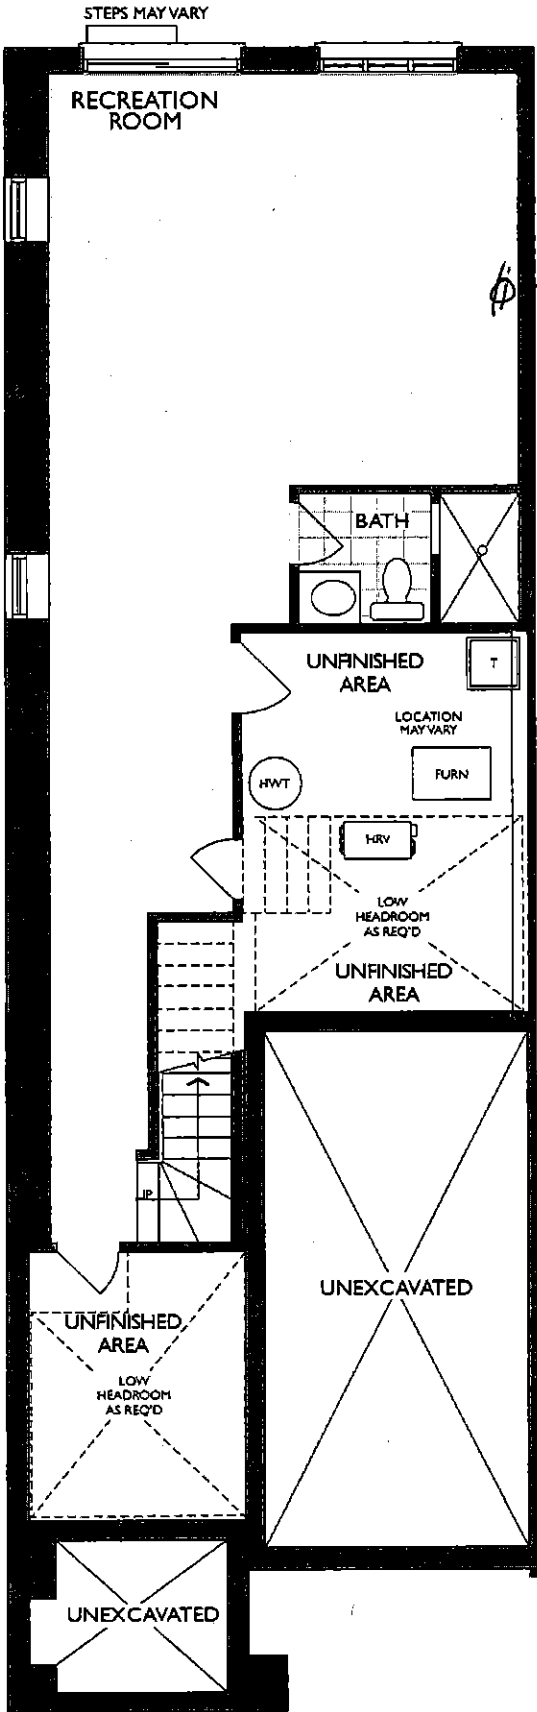 STEPS MAY VARY
RECREATION
ROOM
BATH
UNFINISHED
AREA
T
LOCATION
MAY VARY
FURN
HWT
HRV
LOW
HEADROOM
AS REQ'D
UNFINISHED
AREA
UP
UNEXCAVATED
UNFINISHED
AREA
LOW
HEADROOM
AS REQ'D
UNEXCAVATED